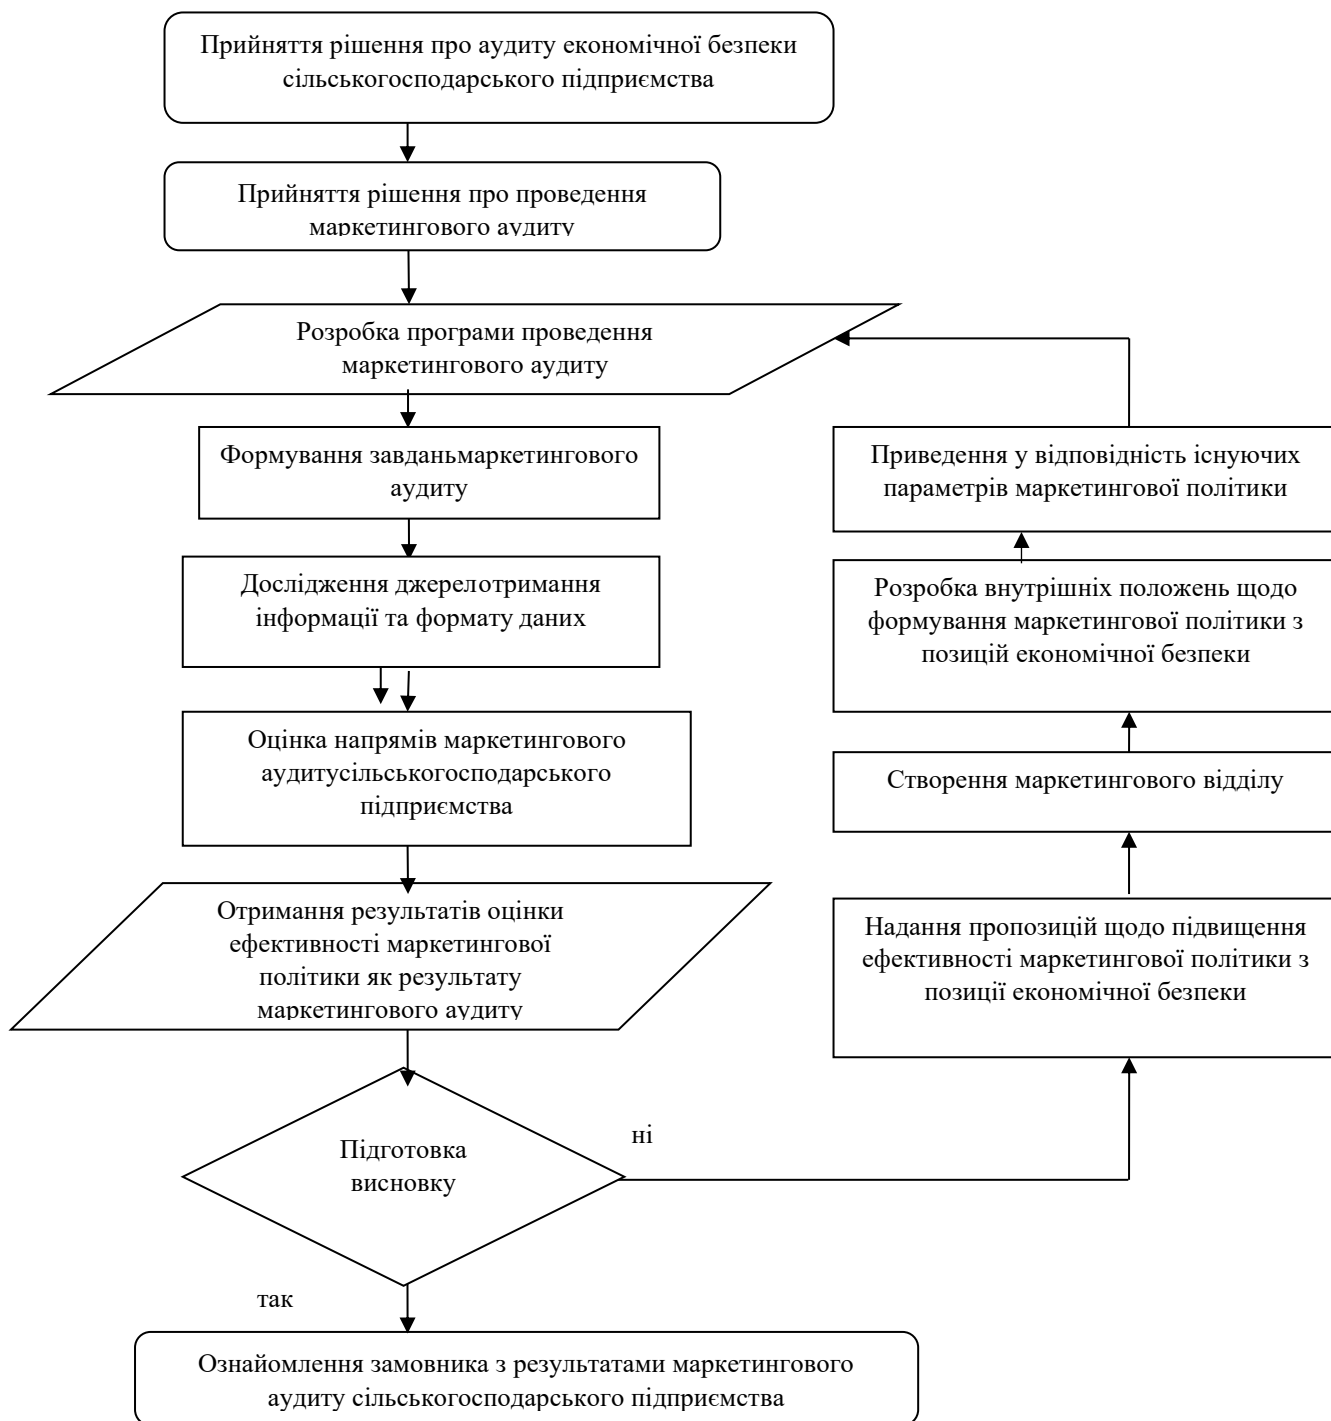 Прийняття рішення про аудиту економічної безпеки
сільськогосподарського підприємства
Прийняття рішення про проведення
маркетингового аудиту
Розробка програми проведення
маркетингового аудиту
Формування завданьмаркетингового
аудиту
Дослідження джерелотримання
інформації та формату даних
Оцінка напрямів маркетингового
аудитусільськогосподарського
підприємства
Отримання результатів оцінки
ефективності маркетингової
політики як результату
маркетингового аудиту
Підготовка
висновку
ні
так
Ознайомлення замовника з результатами маркетингового
аудиту сільськогосподарського підприємства
Приведення у відповідність існуючих
параметрів маркетингової політики
Розробка внутрішніх положень щодо
формування маркетингової політики з
позицій економічної безпеки
Створення маркетингового відділу
Надання пропозицій щодо підвищення
ефективності маркетингової політики з
позиції економічної безпеки